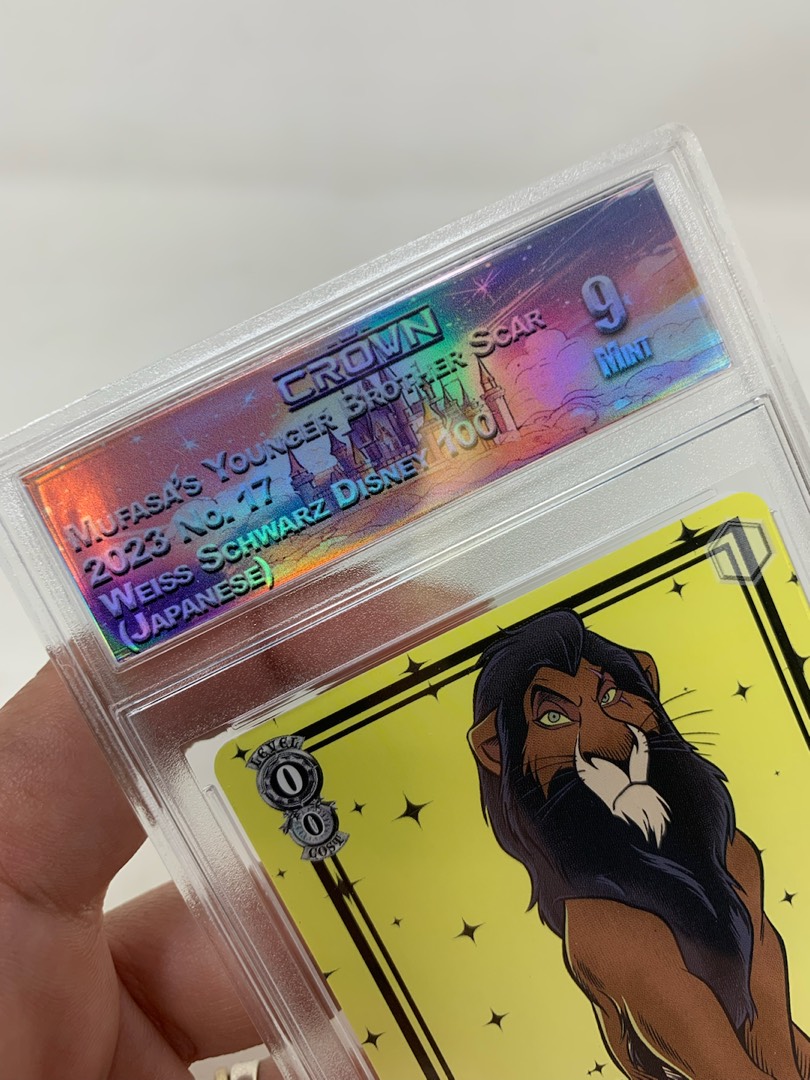 CROWN
MUFASA'S YOUNGER BROTHER SCAR
2023 NO. 17
WEISS SCHWARZ DISNEY 100
(JAPANESE)
9
MINT
LEVEL
0
0
COST